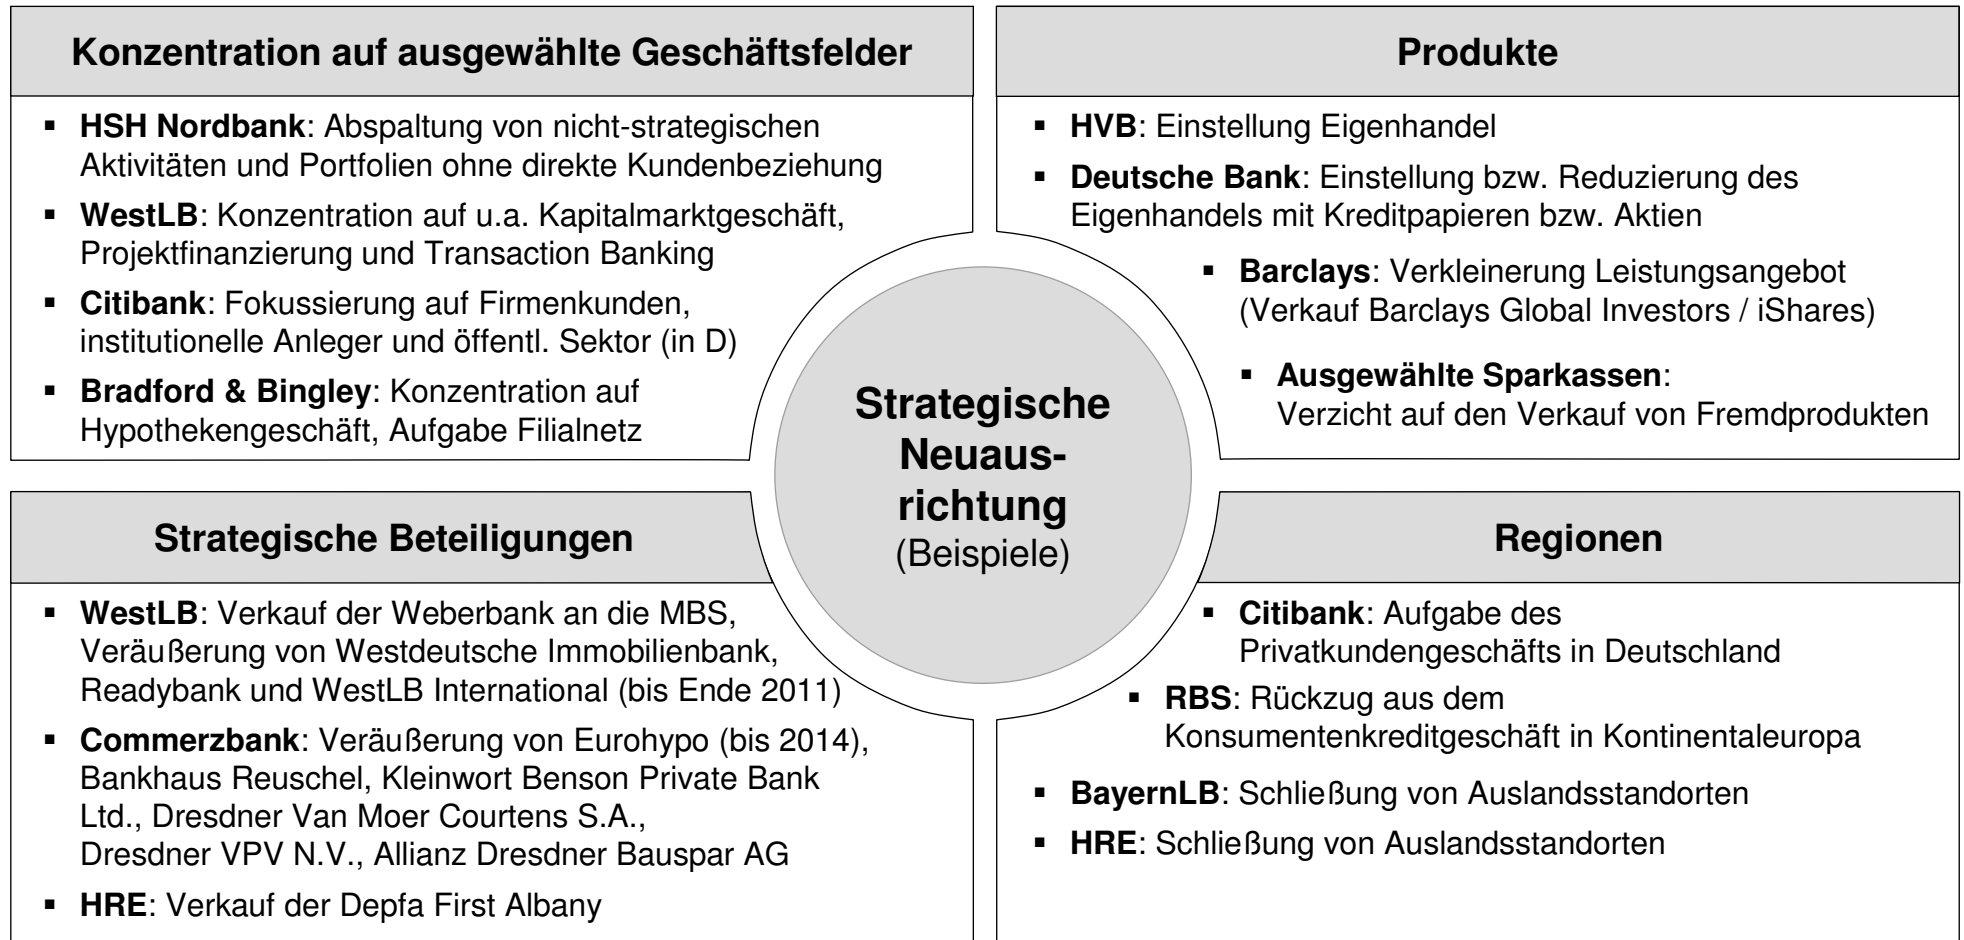 Konzentration auf ausgewählte Geschäftsfelder
▪ HSH Nordbank: Abspaltung von nicht-strategischen
Aktivitäten und Portfolien ohne direkte Kundenbeziehung
▪ WestLB: Konzentration auf u.a. Kapitalmarktgeschäft,
Projektfinanzierung und Transaction Banking
▪ Citibank: Fokussierung auf Firmenkunden,
institutionelle Anleger und öffentl. Sektor (in D)
▪ Bradford & Bingley: Konzentration auf
Hypothekengeschäft, Aufgabe Filialnetz
Produkte
▪ HVB: Einstellung Eigenhandel
▪ Deutsche Bank: Einstellung bzw. Reduzierung des
Eigenhandels mit Kreditpapieren bzw. Aktien
▪ Barclays: Verkleinerung Leistungsangebot
(Verkauf Barclays Global Investors / iShares)
▪ Ausgewählte Sparkassen:
Verzicht auf den Verkauf von Fremdprodukten
Strategische
Neuaus-
richtung
(Beispiele)
Strategische Beteiligungen
▪ WestLB: Verkauf der Weberbank an die MBS,
Veräußerung von Westdeutsche Immobilienbank,
Readybank und WestLB International (bis Ende 2011)
▪ Commerzbank: Veräußerung von Eurohypo (bis 2014),
Bankhaus Reuschel, Kleinwort Benson Private Bank
Ltd., Dresdner Van Moer Courtens S.A.,
Dresdner VPV N.V., Allianz Dresdner Bauspar AG
▪ HRE: Verkauf der Depfa First Albany
Regionen
▪ Citibank: Aufgabe des
Privatkundengeschäfts in Deutschland
▪ RBS: Rückzug aus dem
Konsumentenkreditgeschäft in Kontinentaleuropa
▪ BayernLB: Schließung von Auslandsstandorten
▪ HRE: Schließung von Auslandsstandorten